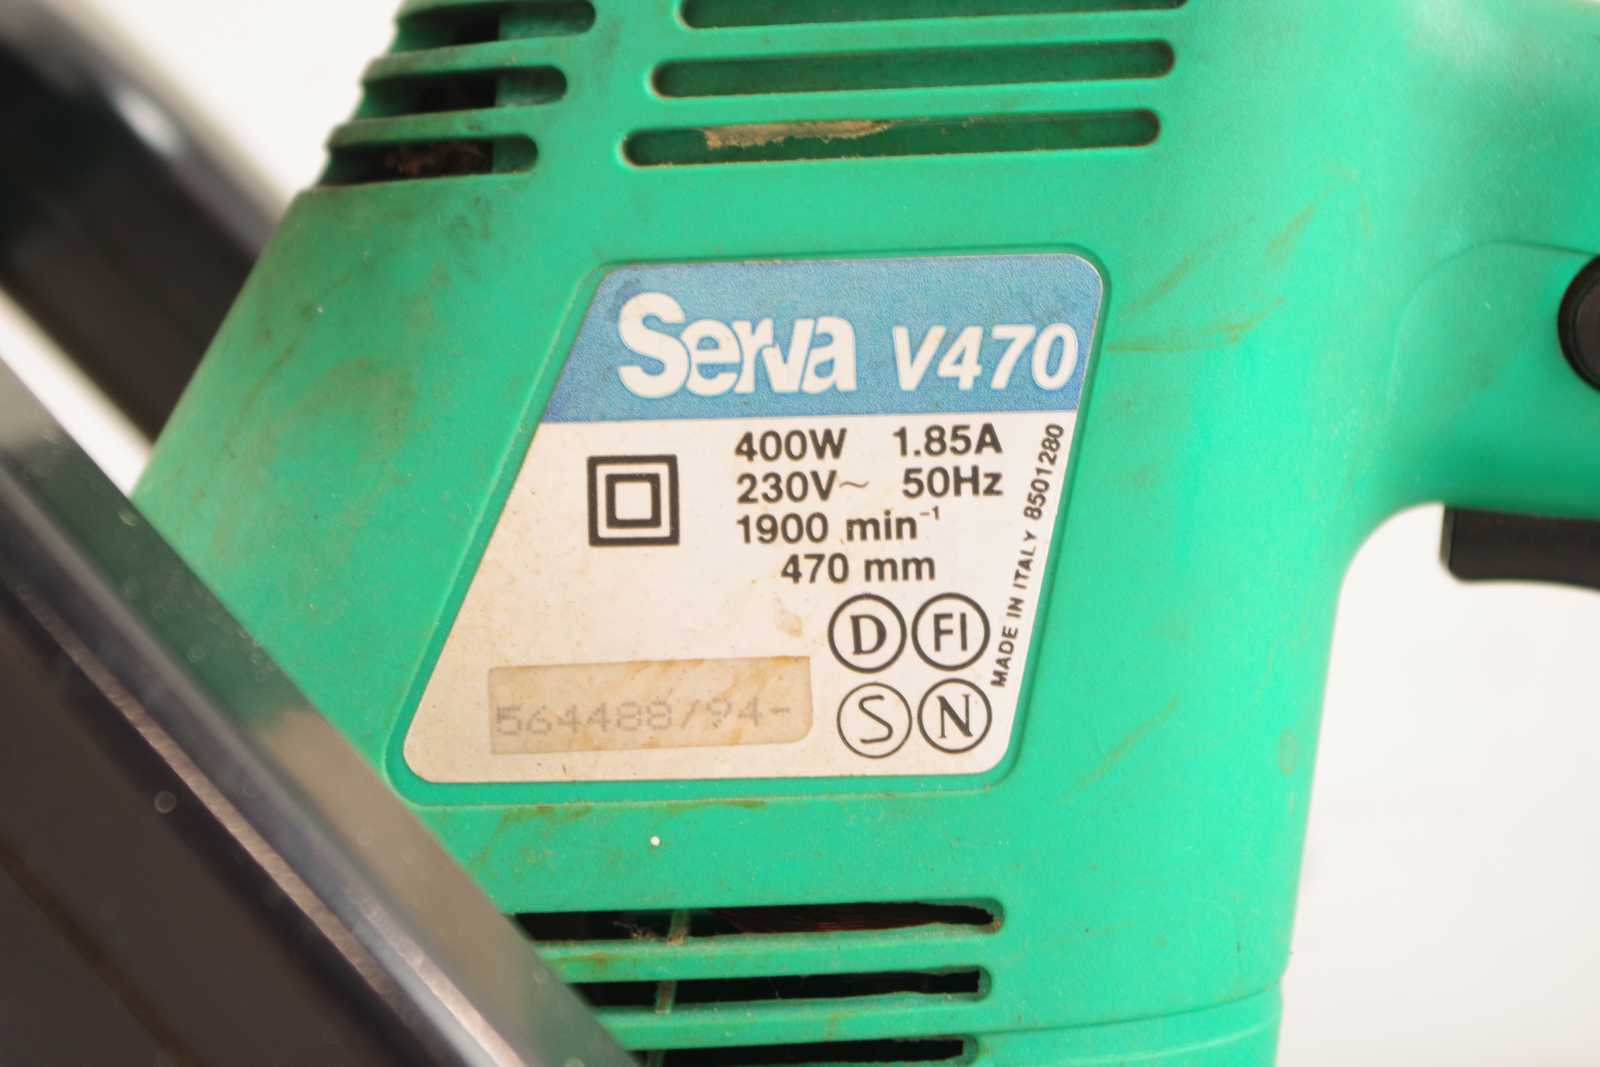 Serva V470
400W 1.85A
230V~ 50Hz
1900 min⁻¹
470 mm
D FI
S N
MADE IN ITALY 8501280
564488/94-